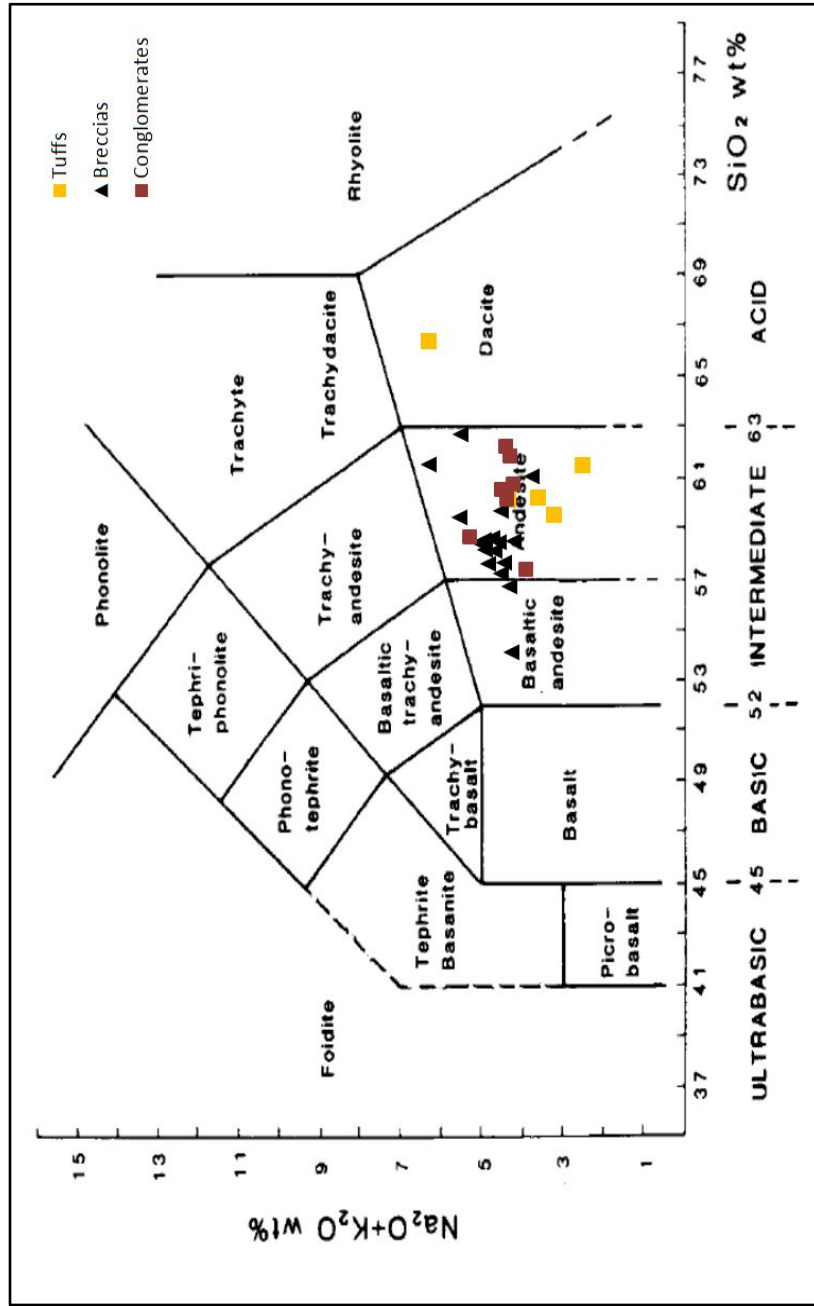 Tuffs
Breccias
Conglomerates
Na₂O+K₂O wt%
15
13
11
9
7
5
3
1
Foidite
Phonolite
Tephri-
phonolite
Phono-
tephrite
Tephrite
Basanite
Picro-
basalt
Basalt
Trachy-
basalt
Basaltic
trachy-
andesite
Trachy-
andesite
Trachyte
Trachydacite
Rhyolite
Basaltic
andesite
Andesite
Dacite
37
41
45
49
53
57
61
65
69
73
77
SiO₂ wt%
ULTRABASIC 45 BASIC 52 INTERMEDIATE 63 ACID